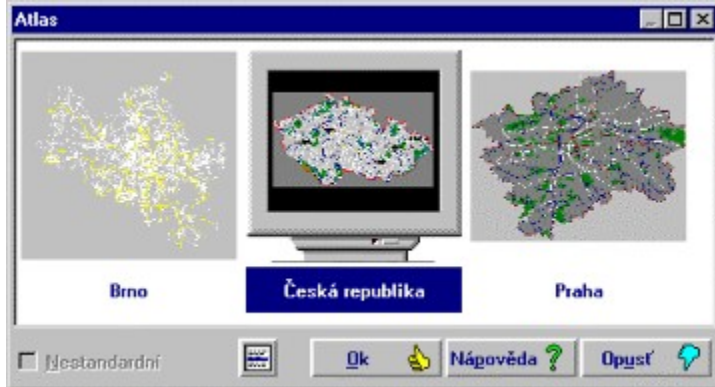 Atlas
Brno
Česká republika
Praha
Nestandardní
Ok
Nápověda
Opusť